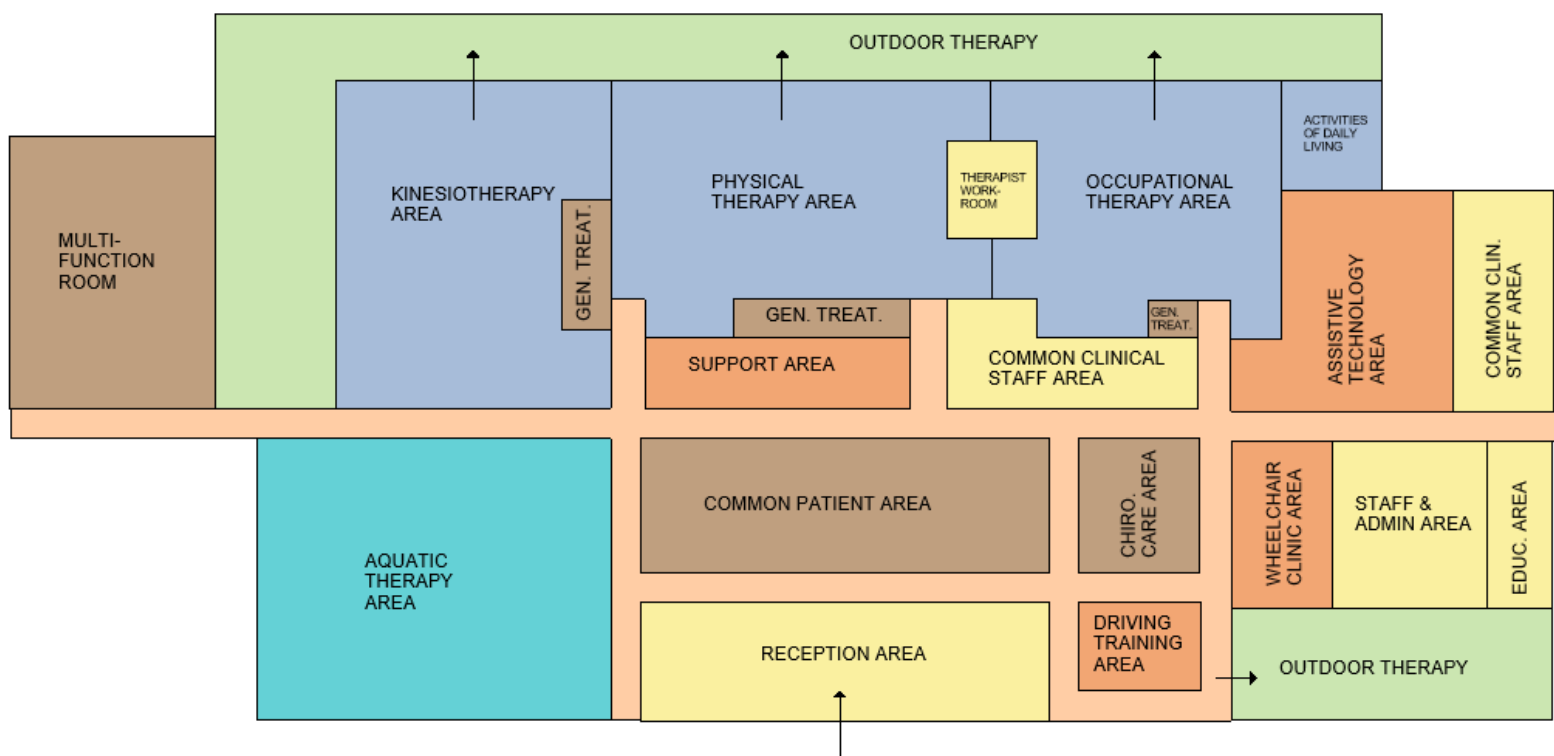 OUTDOOR THERAPY
ACTIVITIES
OF DAILY
LIVING
KINESIOTHERAPY
AREA
PHYSICAL
THERAPY AREA
THERAPIST
WORK-
ROOM
OCCUPATIONAL
THERAPY AREA
MULTI-
FUNCTION
ROOM
GEN. TREAT.
GEN. TREAT.
GEN.
TREAT.
ASSISTIVE
TECHNOLOGY
AREA
COMMON CLIN.
STAFF AREA
SUPPORT AREA
COMMON CLINICAL
STAFF AREA
COMMON PATIENT AREA
CHIRO.
CARE AREA
WHEELCHAIR
CLINIC AREA
STAFF &
ADMIN AREA
EDUC. AREA
AQUATIC
THERAPY
AREA
RECEPTION AREA
DRIVING
TRAINING
AREA
OUTDOOR THERAPY